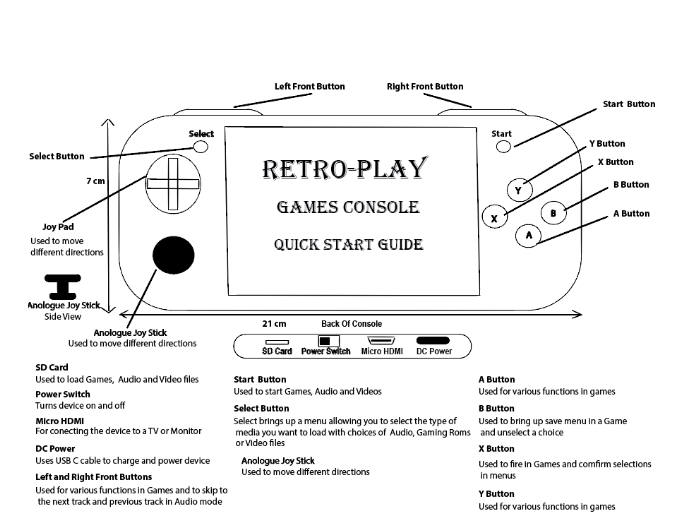 Left Front Button
Right Front Button
Start Button
Select
Start
Y Button
Select Button
X Button
RETRO-PLAY
7 cm
B Button
Y
GAMES CONSOLE
X
B
A Button
Joy Pad
A
Used to move
different directions
QUICK START GUIDE
Anologue Joy Stick
Side View
21 cm
Back Of Console
Anologue Joy Stick
Used to move different directions
SD Card
Power Switch
Micro HDMI
DC Power
SD Card
Used to load Games, Audio and Video files
Power Switch
Turns device on and off
Micro HDMI
For conecting the device to a TV or Monitor
DC Power
Uses USB C cable to charge and power device
Left and Right Front Buttons
Used for various functions in Games and to skip to
the next track and previous track in Audio mode
Start Button
Used to start Games, Audio and Videos
Select Button
Select brings up a menu allowing you to select the type of
media you want to load with choices of Audio, Gaming Roms
or Video files
Anologue Joy Stick
Used to move different directions
A Button
Used for various functions in games
B Button
Used to bring up save menu in a Game
and unselect a choice
X Button
Used to fire in Games and comfirm selections
in menus
Y Button
Used for various functions in games